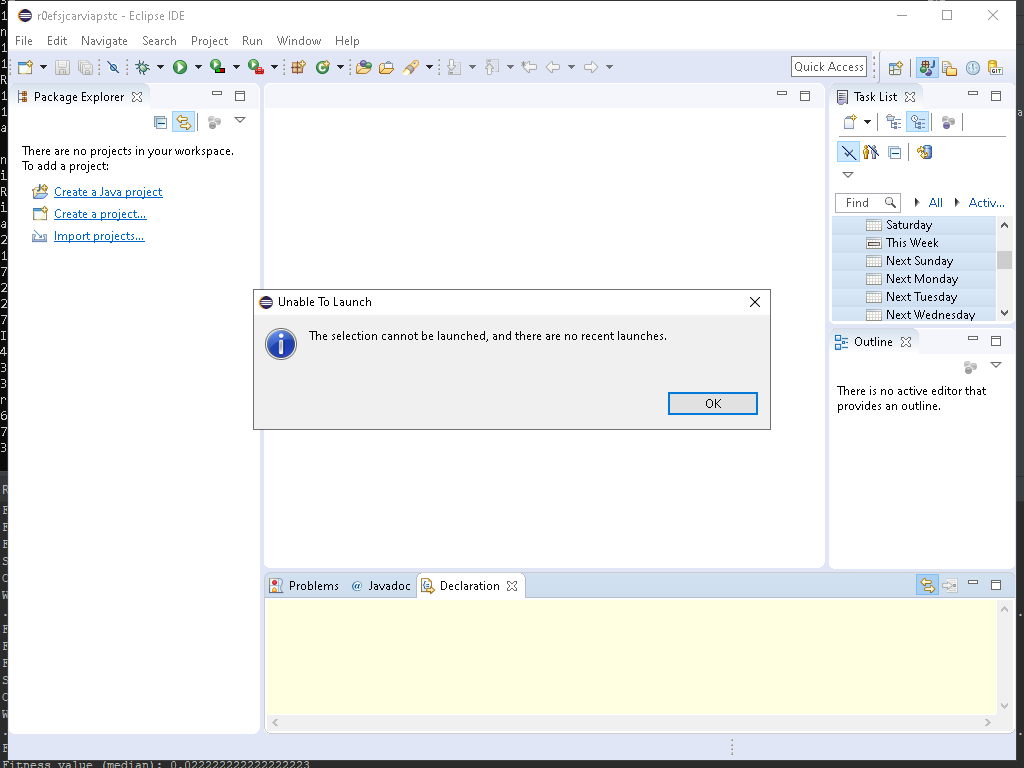 r0efsjcarviapstc - Eclipse IDE
File Edit Navigate Search Project Run Window Help
Quick Access
Package Explorer
There are no projects in your workspace.
To add a project:
Create a Java project
Create a project...
Import projects...
Task List
Find All Activ...
Saturday
This Week
Next Sunday
Next Monday
Next Tuesday
Next Wednesday
Unable To Launch
The selection cannot be launched, and there are no recent launches.
OK
Outline
There is no active editor that
provides an outline.
Problems @ Javadoc Declaration
Fitness value (median): 0.022222222222222223